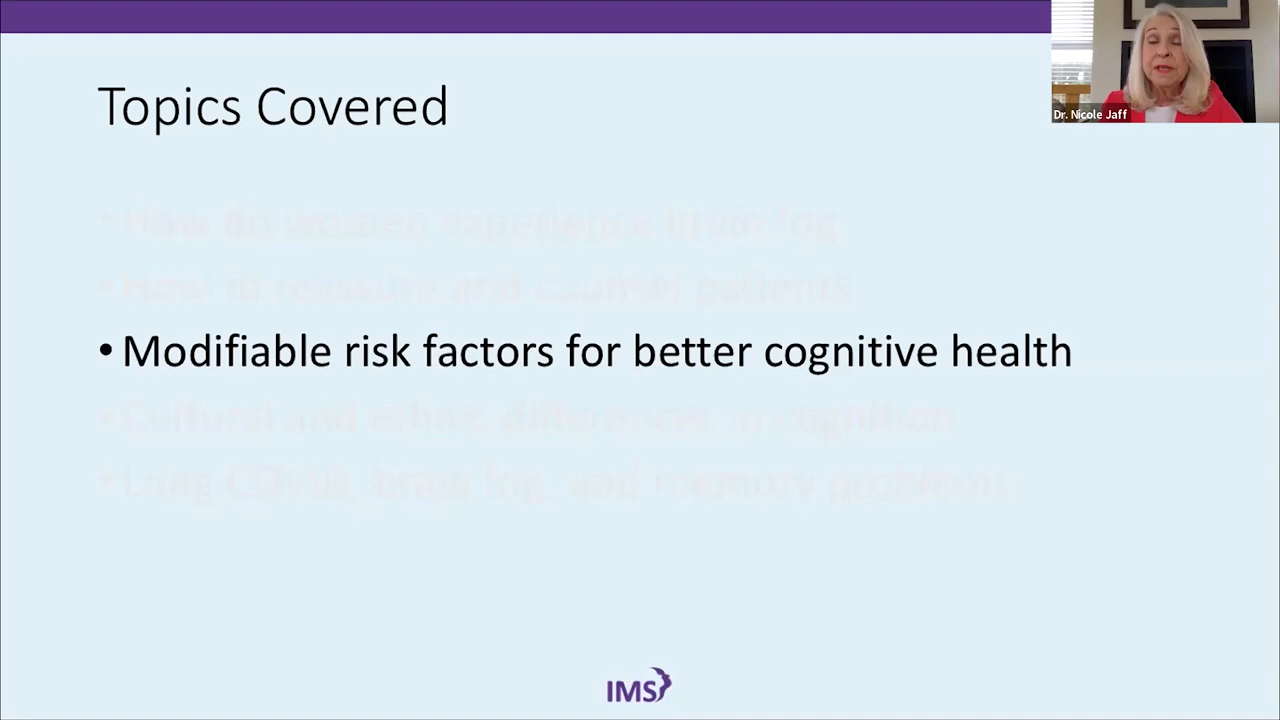 Topics Covered
Dr. Nicole Jaff
• How do women experience brain fog
• How to reassure and counsel patients
• Modifiable risk factors for better cognitive health
• Cultural and ethnic differences in cognition
• Long COVID, brain fog, and memory problems
IMS